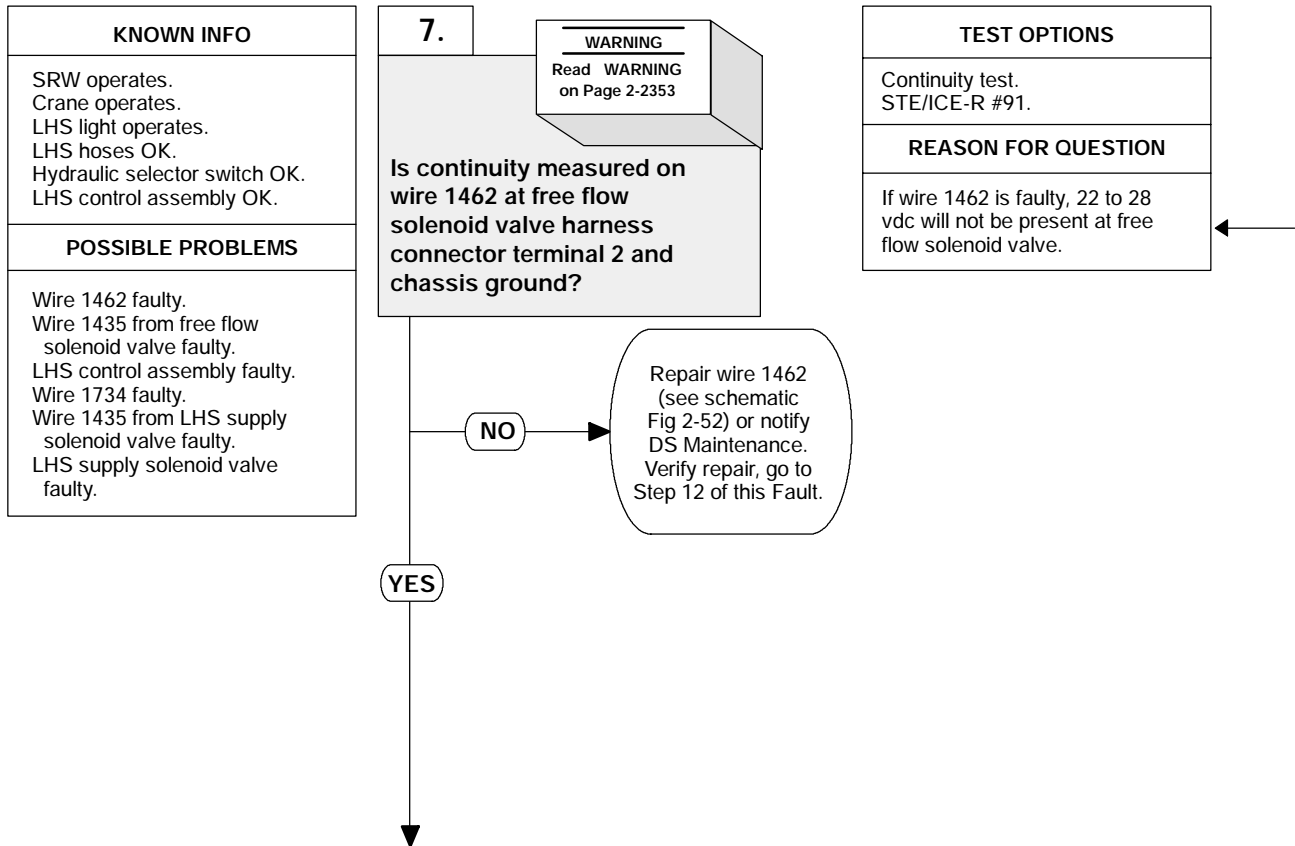 KNOWN INFO
SRW operates.
Crane operates.
LHS light operates.
LHS hoses OK.
Hydraulic selector switch OK.
LHS control assembly OK.
POSSIBLE PROBLEMS
Wire 1462 faulty.
Wire 1435 from free flow
solenoid valve faulty.
LHS control assembly faulty.
Wire 1734 faulty.
Wire 1435 from LHS supply
solenoid valve faulty.
LHS supply solenoid valve
faulty.
7.
WARNING
Read WARNING
on Page 2-2353
Is continuity measured on
wire 1462 at free flow
solenoid valve harness
connector terminal 2 and
chassis ground?
NO
Repair wire 1462
(see schematic
Fig 2-52) or notify
DS Maintenance.
Verify repair, go to
Step 12 of this Fault.
YES
TEST OPTIONS
Continuity test.
STE/ICE-R #91.
REASON FOR QUESTION
If wire 1462 is faulty, 22 to 28
vdc will not be present at free
flow solenoid valve.